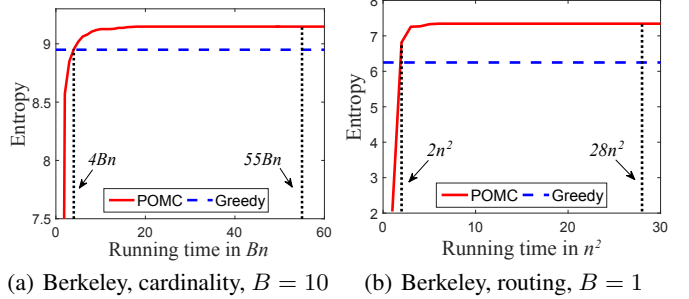 9
8.5
8
7.5
Entropy
4Bn
55Bn
POMC
Greedy
0
20
40
60
Running time in Bn
(a) Berkeley, cardinality, B = 10
8
7
6
5
4
3
2
Entropy
2n²
28n²
POMC
Greedy
0
10
20
30
Running time in n²
(b) Berkeley, routing, B = 1